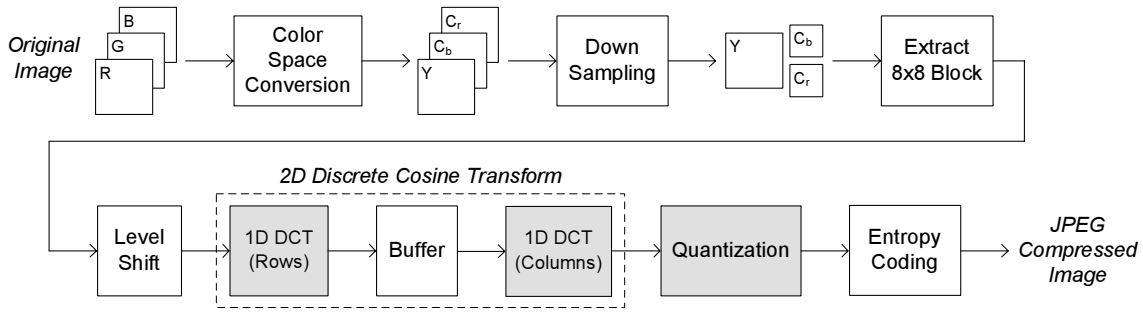 Original
Image
B
G
R
Color
Space
Conversion
Cr
Cb
Y
Down
Sampling
Y
Cb
Cr
Extract
8x8 Block
2D Discrete Cosine Transform
Level
Shift
1D DCT
(Rows)
Buffer
1D DCT
(Columns)
Quantization
Entropy
Coding
JPEG
Compressed
Image